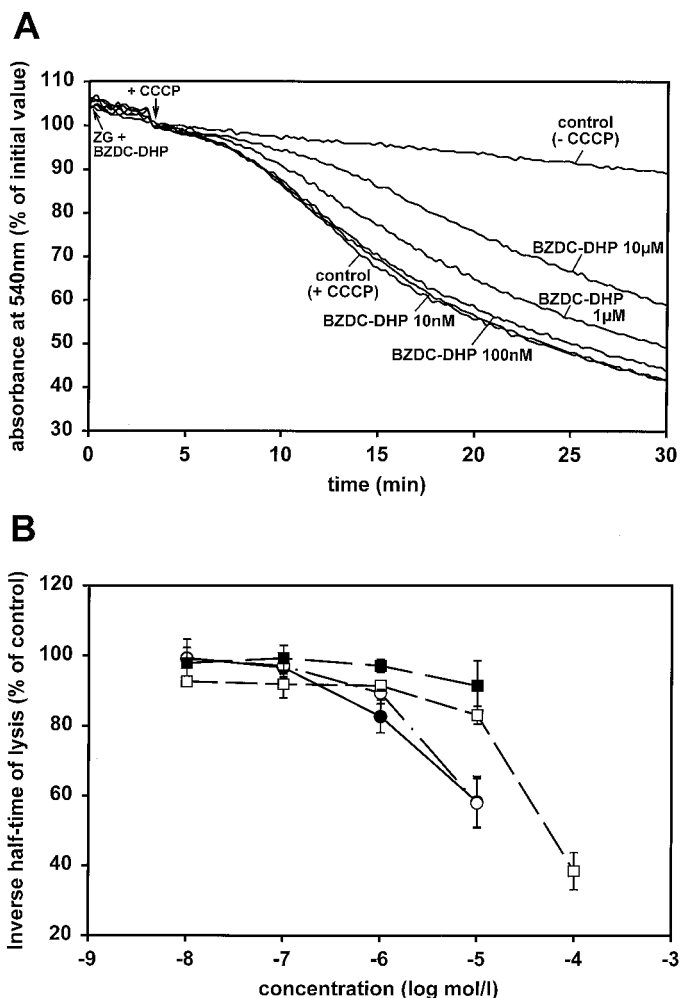 A
absorbance at 540nm (% of initial value)
110
100
90
80
70
60
50
40
30
+ CCCP
ZG +
BZDC-DHP
control
(- CCCP)
BZDC-DHP 10µM
BZDC-DHP
1µM
control
(+ CCCP)
BZDC-DHP 10nM
BZDC-DHP 100nM
0 5 10 15 20 25 30
time (min)
B
Inverse half-time of lysis (% of control)
120
100
80
60
40
20
-9 -8 -7 -6 -5 -4 -3
concentration (log mol/l)